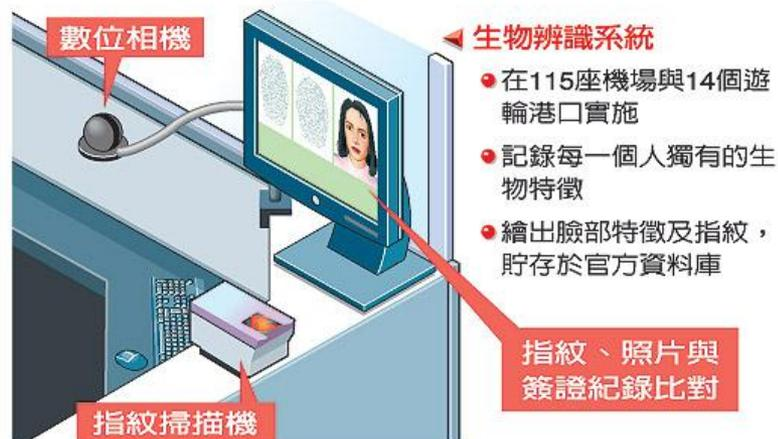 數位相機
生物辨識系統
在115座機場與14個遊
輪港口實施
記錄每一個人獨有的生
物特徵
繪出臉部特徵及指紋，
貯存於官方資料庫
指紋、照片與
簽證紀錄比對
指紋掃描機